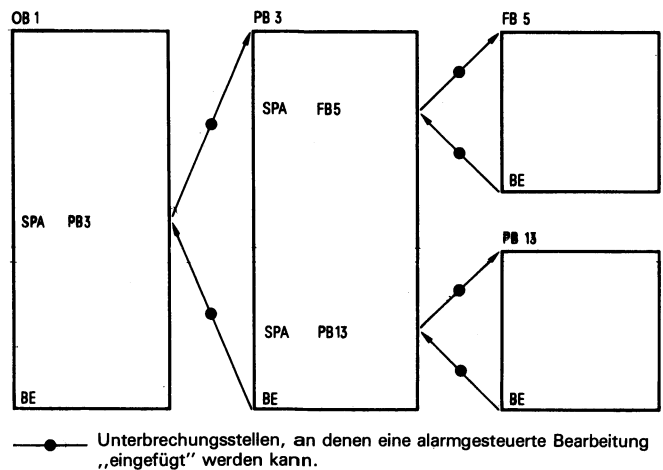 OB 1
PB 3
FB 5
SPA FB5
BE
SPA PB3
PB 13
SPA PB13
BE
BE
BE
Unterbrechungsstellen, an denen eine alarmgesteuerte Bearbeitung
,,eingefügt" werden kann.